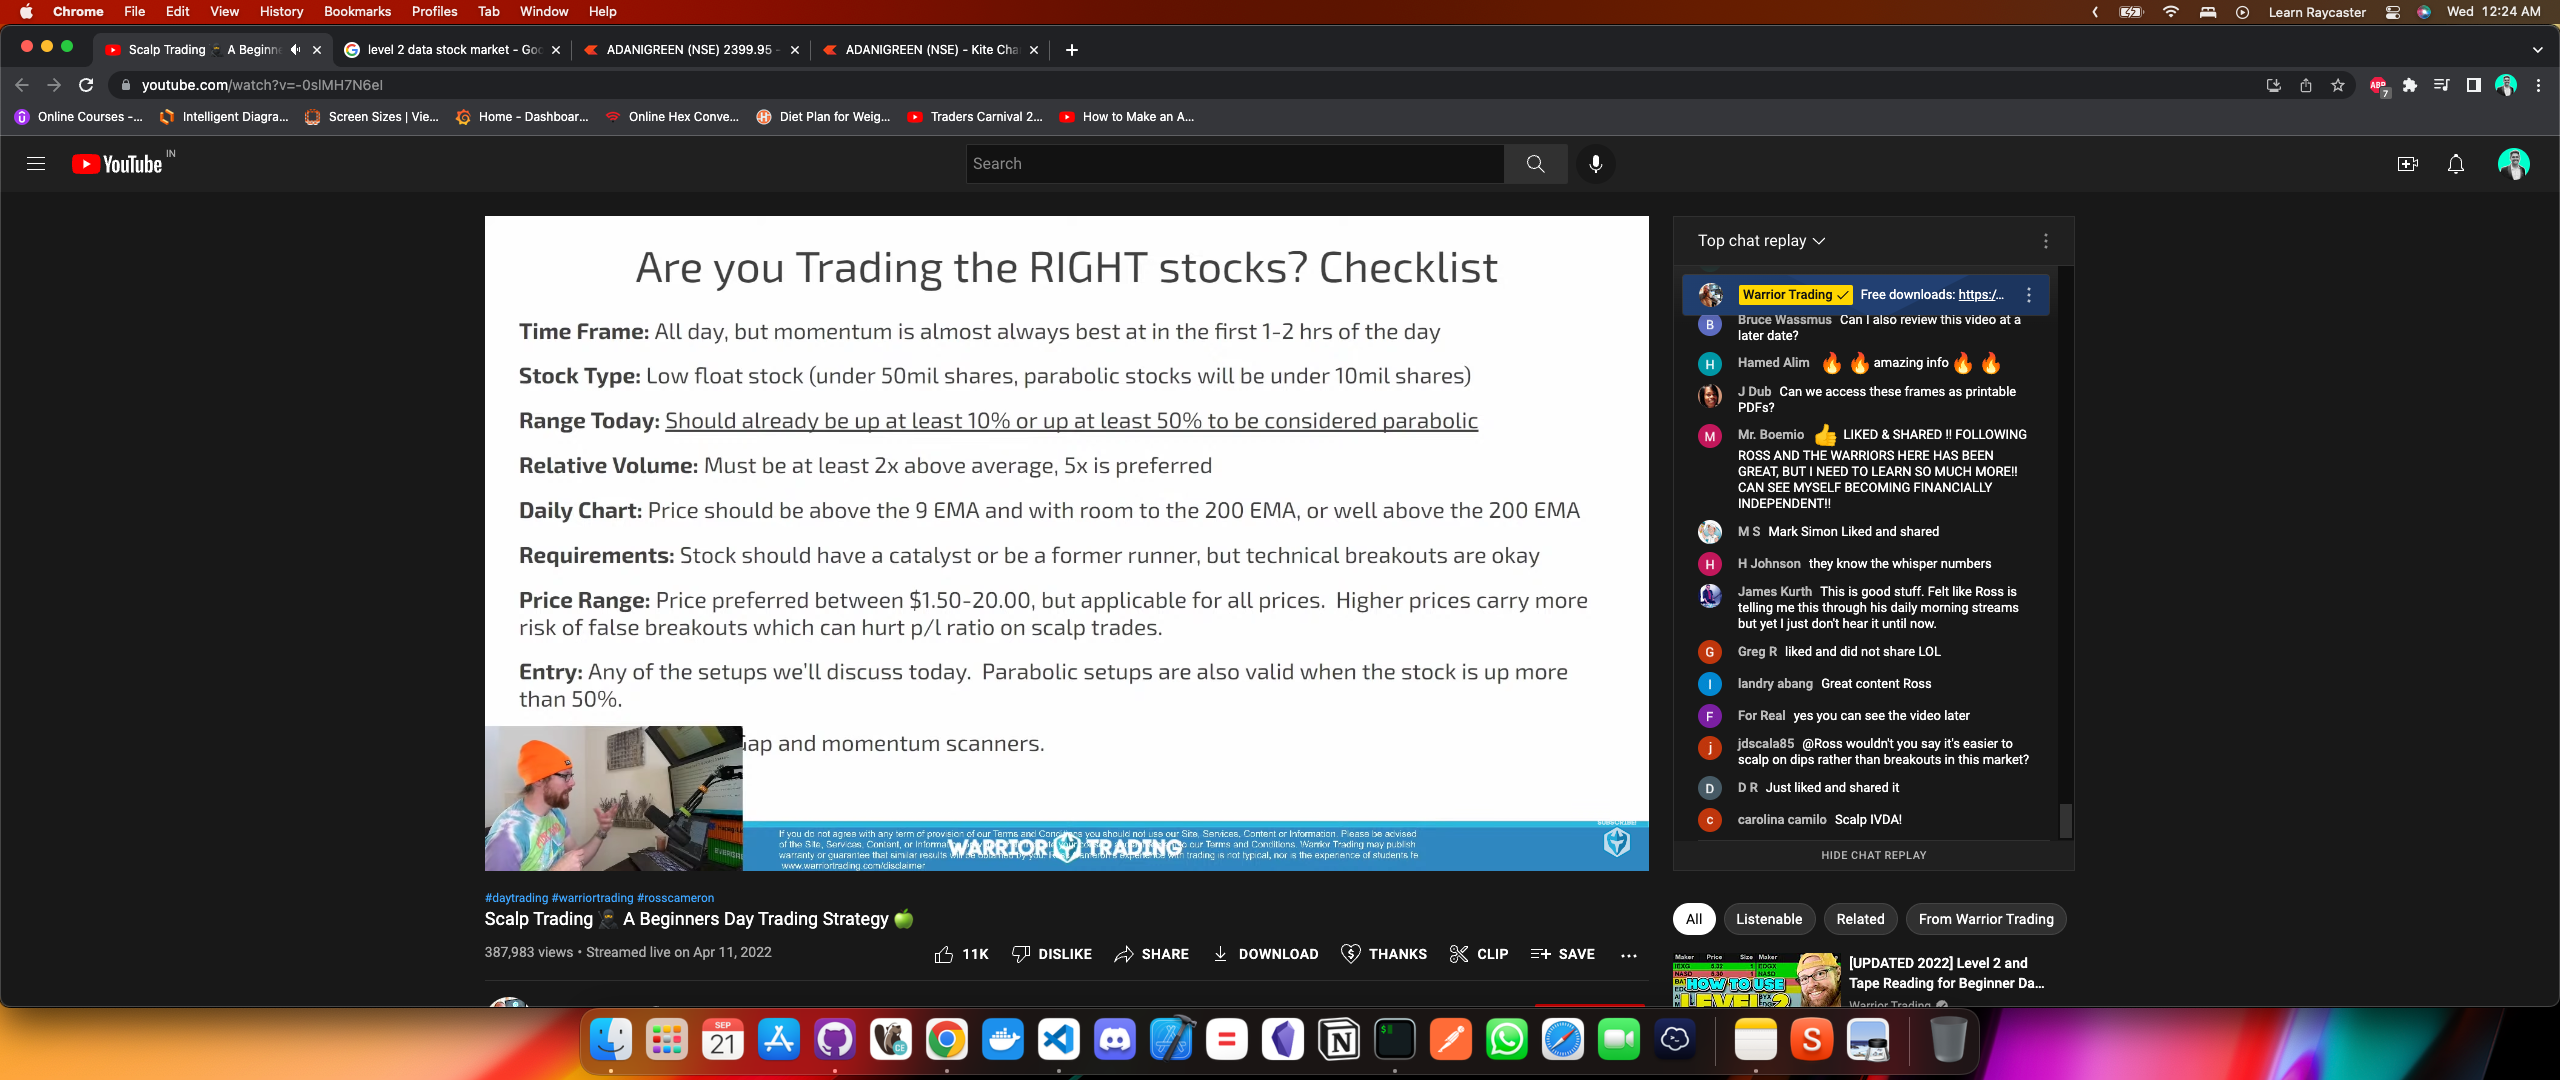 Chrome File Edit View History Bookmarks Profiles Tab Window Help Learn Raycaster Wed 12:24 AM
Scalp Trading 🥷 A Beginne level 2 data stock market - Goo ADANIGREEN (NSE) 2399.95 - ADANIGREEN (NSE) - Kite Cha
youtube.com/watch?v=-0slMH7N6eI
ABP 7
Online Courses -... Intelligent Diagra... Screen Sizes | Vie... Home - Dashboar... Online Hex Conve... Diet Plan for Weig... Traders Carnival 2... How to Make an A...
YouTube IN
Search
Are you Trading the RIGHT stocks? Checklist
Time Frame: All day, but momentum is almost always best at in the first 1-2 hrs of the day
Stock Type: Low float stock (under 50mil shares, parabolic stocks will be under 10mil shares)
Range Today: Should already be up at least 10% or up at least 50% to be considered parabolic
Relative Volume: Must be at least 2x above average, 5x is preferred
Daily Chart: Price should be above the 9 EMA and with room to the 200 EMA, or well above the 200 EMA
Requirements: Stock should have a catalyst or be a former runner, but technical breakouts are okay
Price Range: Price preferred between $1.50-20.00, but applicable for all prices. Higher prices carry more
risk of false breakouts which can hurt p/l ratio on scalp trades.
Entry: Any of the setups we'll discuss today. Parabolic setups are also valid when the stock is up more
than 50%.
Gap and momentum scanners.
SUBSCRIBE!
If you do not agree with any term of provision of our Terms and Conditions you should not use our Site, Services, Content or Information. Please be advised
WARRIOR TRADING
www.warriortrading.com/disclaimer
Top chat replay
Warrior Trading Free downloads: https:/...
B Bruce Wassmus Can I also review this video at a
later date?
H Hamed Alim 🔥 🔥 amazing info 🔥 🔥
J Dub Can we access these frames as printable
PDFs?
M Mr. Boemio 👍 LIKED & SHARED !! FOLLOWING
ROSS AND THE WARRIORS HERE HAS BEEN
GREAT, BUT I NEED TO LEARN SO MUCH MORE!!
CAN SEE MYSELF BECOMING FINANCIALLY
INDEPENDENT!!
M S Mark Simon Liked and shared
H H Johnson they know the whisper numbers
James Kurth This is good stuff. Felt like Ross is
telling me this through his daily morning streams
but yet I just don't hear it until now.
G Greg R liked and did not share LOL
l landry abang Great content Ross
F For Real yes you can see the video later
j jdscala85 @Ross wouldn't you say it's easier to
scalp on dips rather than breakouts in this market?
D D R Just liked and shared it
c carolina camilo Scalp IVDA!
HIDE CHAT REPLAY
#daytrading #warriortrading #rosscameron
Scalp Trading 🥷 A Beginners Day Trading Strategy 🍏
387,983 views • Streamed live on Apr 11, 2022
11K DISLIKE SHARE DOWNLOAD THANKS CLIP SAVE ...
All Listenable Related From Warrior Trading
Maker Price Size Maker
HOW TO USE
LEVEL 2
[UPDATED 2022] Level 2 and
Tape Reading for Beginner Da...
Warrior Trading
SEP
21
CE
N
S